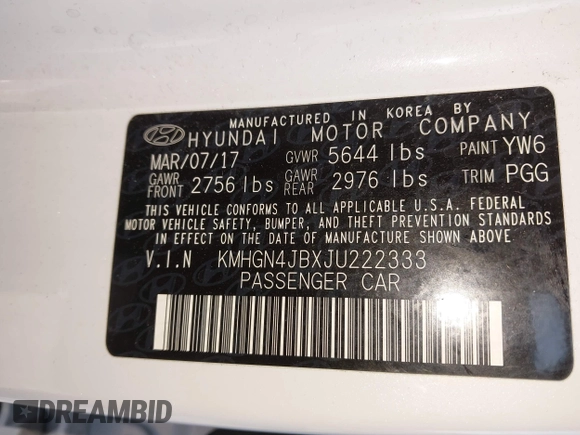 MANUFACTURED IN KOREA BY
HYUNDAI MOTOR COMPANY
MAR/07/17 GVWR 5644 lbs PAINT YW6
GAWR FRONT 2756 lbs GAWR REAR 2976 lbs TRIM PGG
THIS VEHICLE CONFORMS TO ALL APPLICABLE U.S.A. FEDERAL
MOTOR VEHICLE SAFETY, BUMPER, AND THEFT PREVENTION STANDARDS
IN EFFECT ON THE DATE OF MANUFACTURE SHOWN ABOVE.
V.I.N KMHGN4JBXJU222333
PASSENGER CAR
DREAMBID